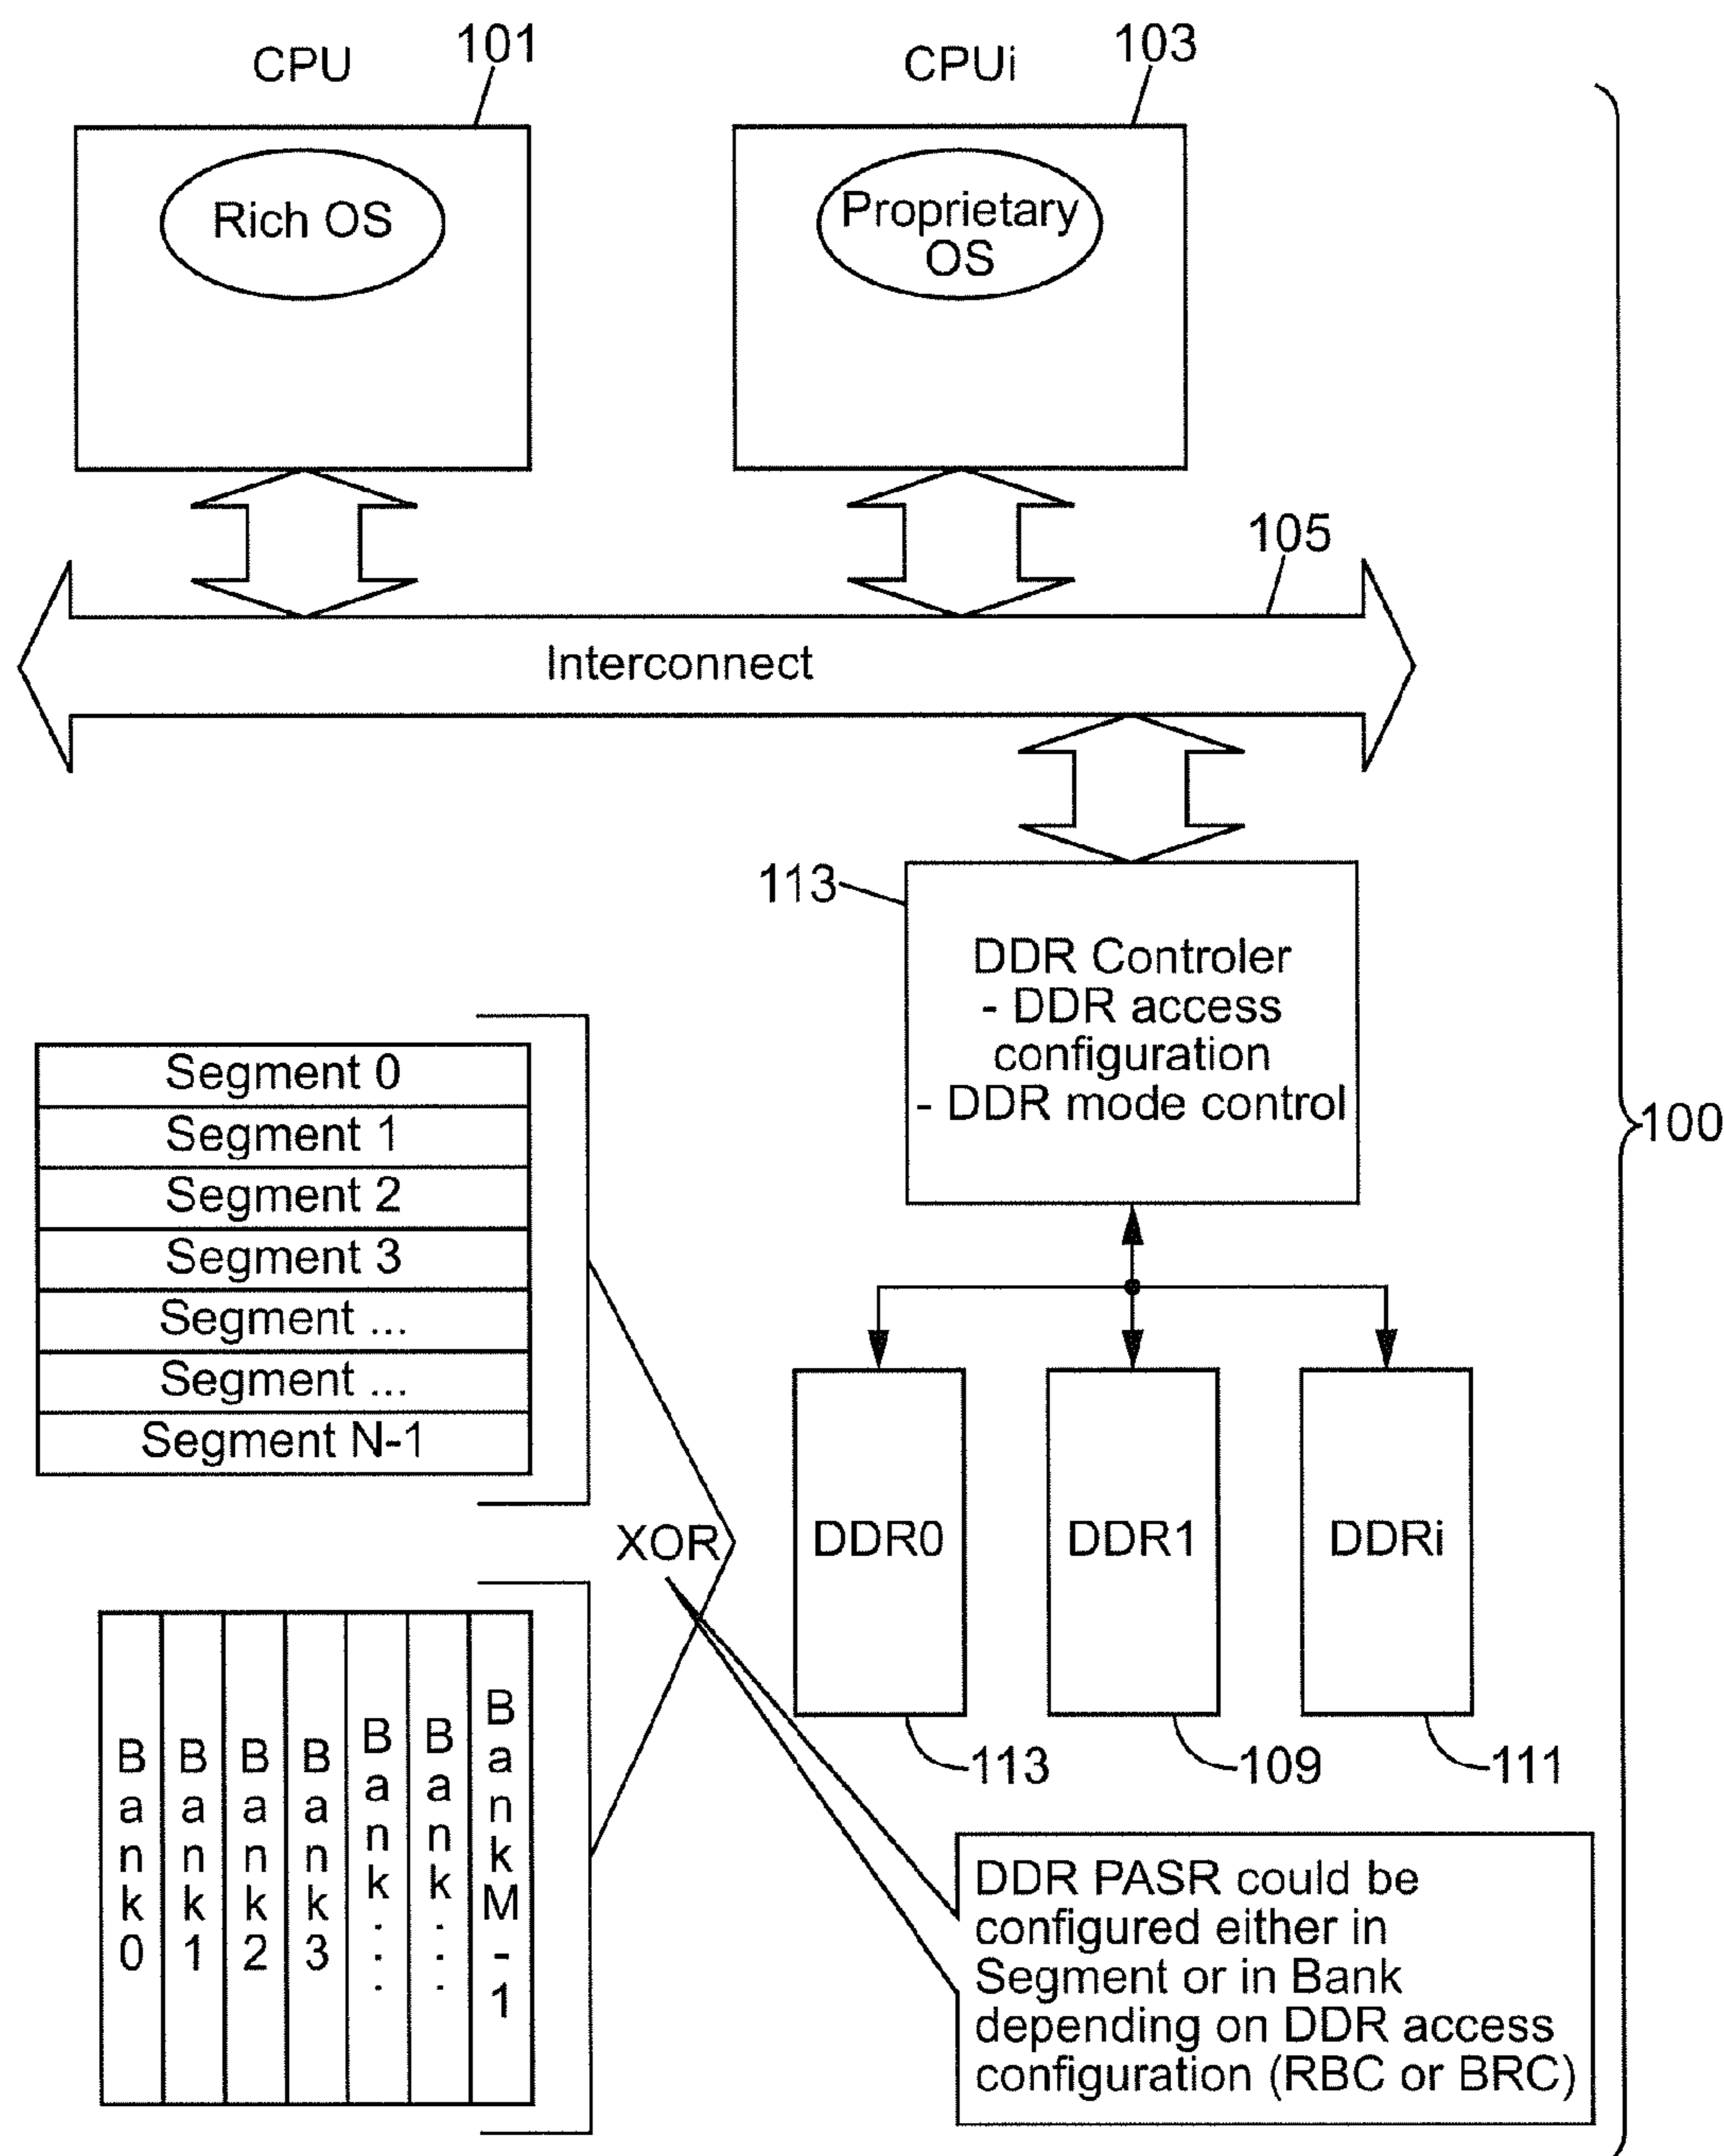 CPU
101
CPUi
103
Rich OS
Proprietary
OS
105
Interconnect
113
DDR Controler
- DDR access
configuration
- DDR mode control
100
Segment 0
Segment 1
Segment 2
Segment 3
Segment ...
Segment ...
Segment N-1
XOR
DDR0
DDR1
DDRi
113
109
111
Bank0
Bank1
Bank2
Bank3
Bank...
Bank...
BankM-1
DDR PASR could be
configured either in
Segment or in Bank
depending on DDR access
configuration (RBC or BRC)